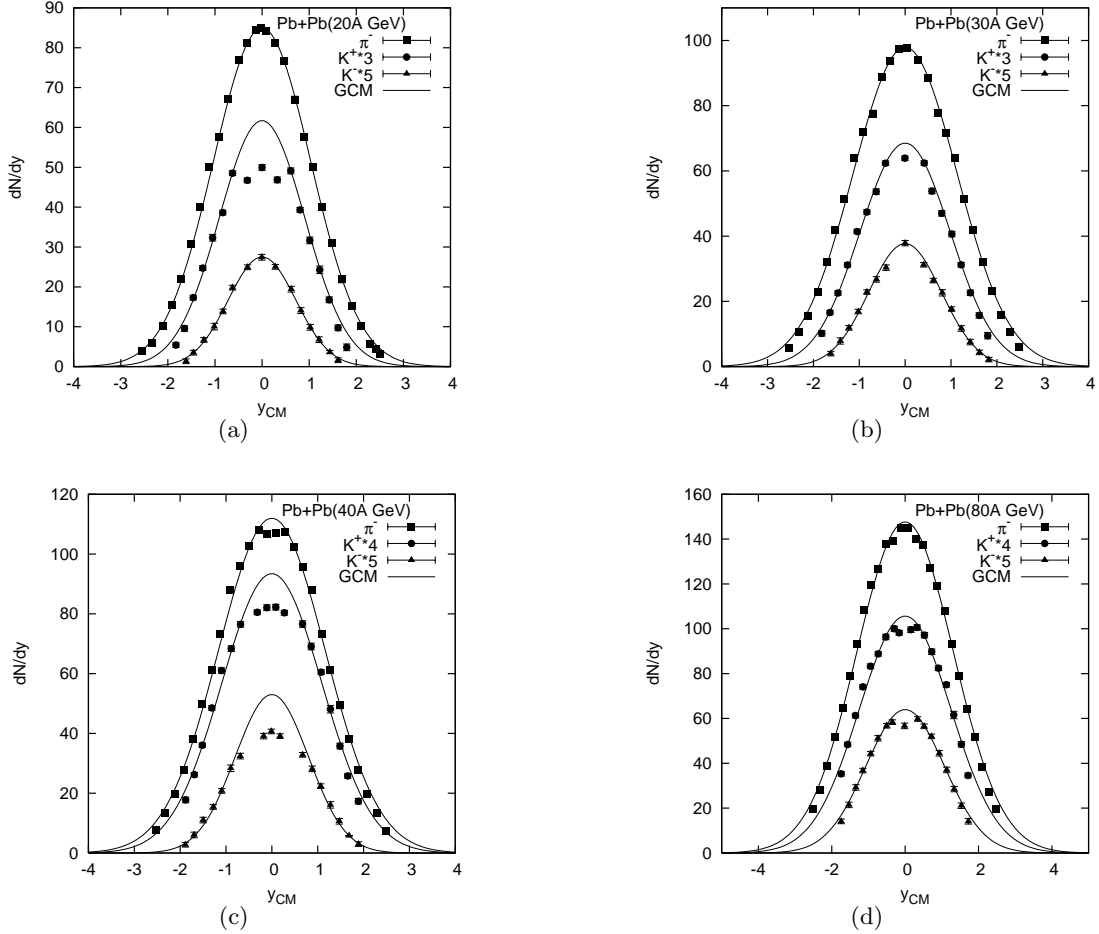 Pb+Pb(20A GeV)
π⁻
K⁺*3
K⁻*5
GCM
dN/dy
90
80
70
60
50
40
30
20
10
0
-4 -3 -2 -1 0 1 2 3 4
y_CM
(a)
Pb+Pb(30A GeV)
π⁻
K⁺*3
K⁻*5
GCM
dN/dy
100
80
60
40
20
0
-4 -3 -2 -1 0 1 2 3 4
y_CM
(b)
Pb+Pb(40A GeV)
π⁻
K⁺*4
K⁻*5
GCM
dN/dy
120
100
80
60
40
20
0
-4 -3 -2 -1 0 1 2 3 4
y_CM
(c)
Pb+Pb(80A GeV)
π⁻
K⁺*4
K⁻*5
GCM
dN/dy
160
140
120
100
80
60
40
20
0
-4 -2 0 2 4
y_CM
(d)